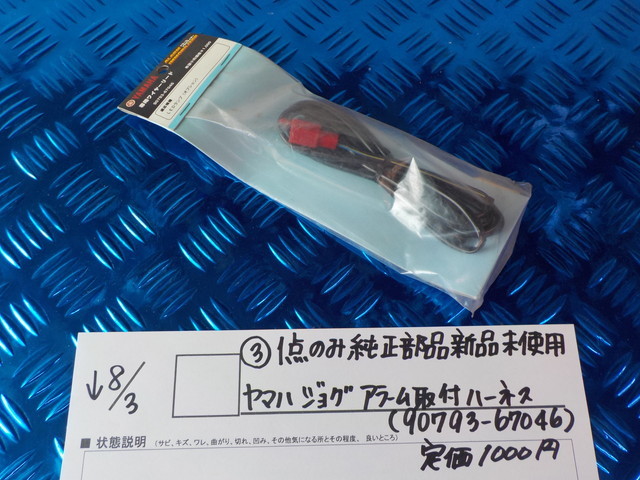 YAMAHA
↓8/3
③ 1点のみ純正部品新品未使用
ヤマハ ジョグ アラーム取付ハーネス
(90793-67046)
■ 状態説明 (サビ、キズ、ワレ、曲がり、切れ、凹み、その他気になる所とその程度。良いところ)
定価1000円